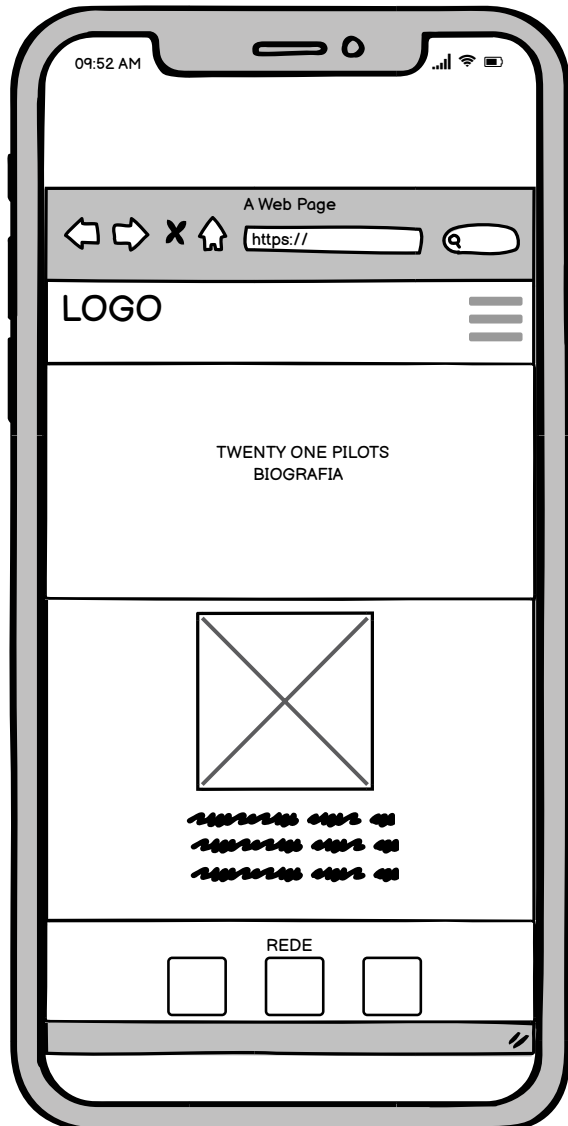 09:52 AM
A Web Page
https://
LOGO
TWENTY ONE PILOTS
BIOGRAFIA
REDE